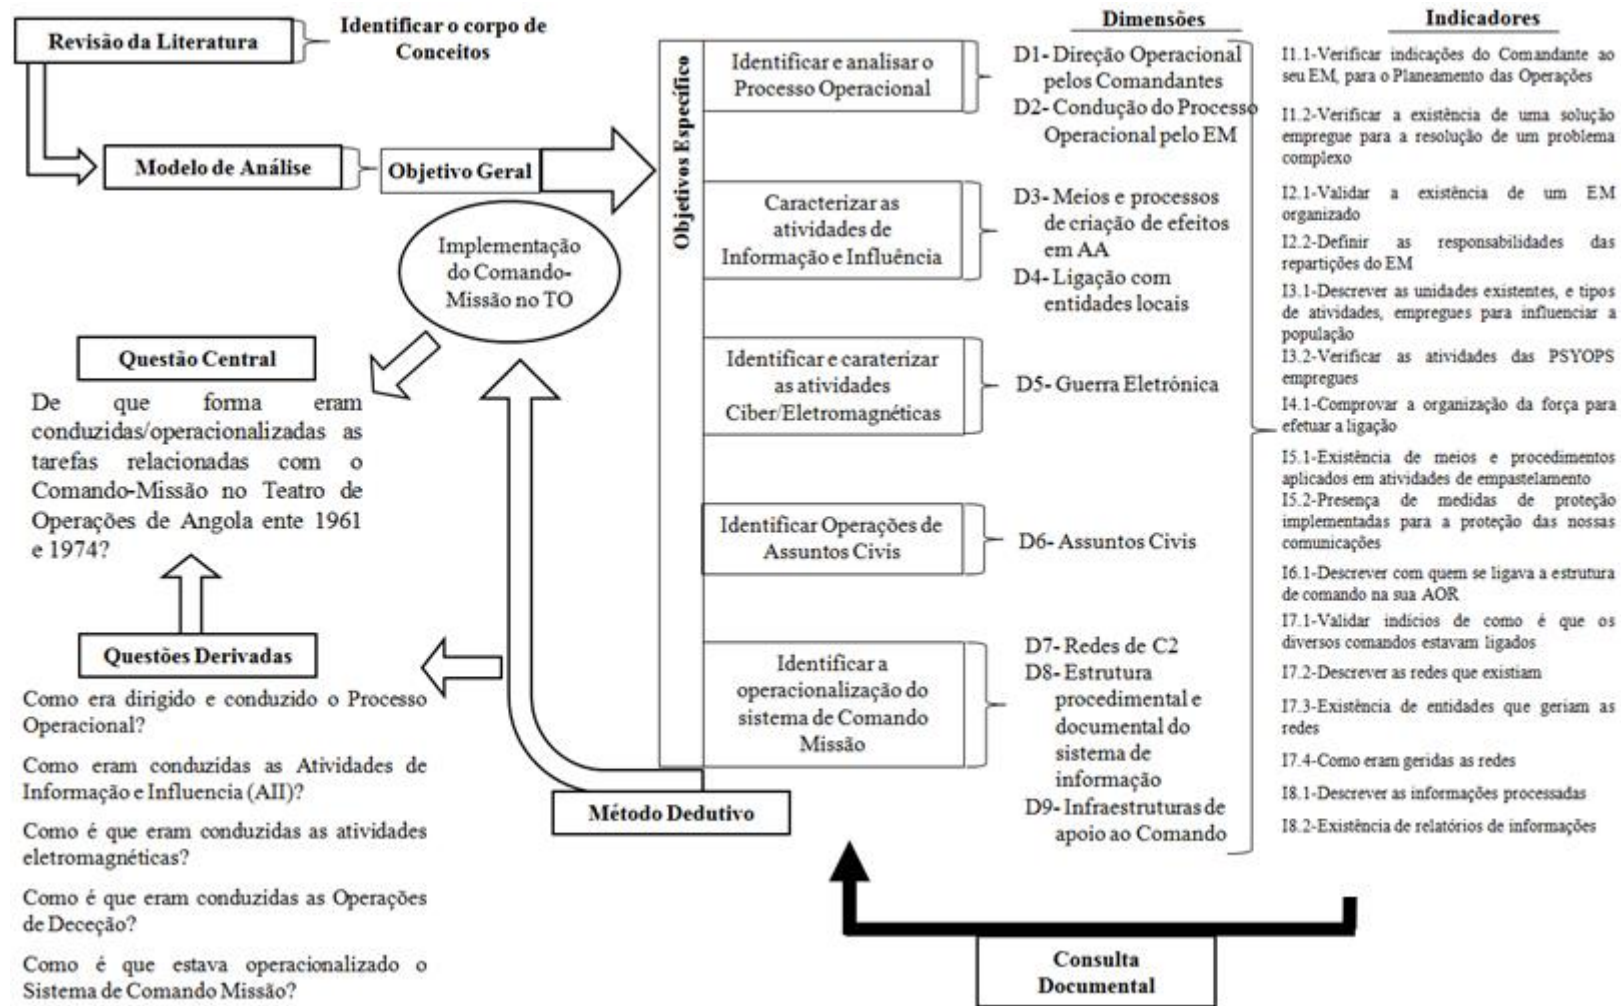 Revisão da Literatura
Identificar o corpo de
Conceitos
Modelo de Análise
Objetivo Geral
Implementação
do Comando-
Missão no TO
Questão Central
De que forma eram
conduzidas/operacionalizadas as
tarefas relacionadas com o
Comando-Missão no Teatro de
Operações de Angola ente 1961
e 1974?
Questões Derivadas
Como era dirigido e conduzido o Processo
Operacional?
Como eram conduzidas as Atividades de
Informação e Influencia (AII)?
Como é que eram conduzidas as atividades
eletromagnéticas?
Como é que eram conduzidas as Operações
de Deceção?
Como é que estava operacionalizado o
Sistema de Comando Missão?
Método Dedutivo
Objetivos Específico
Identificar e analisar o
Processo Operacional
Caracterizar as
atividades de
Informação e Influência
Identificar e caraterizar
as atividades
Ciber/Eletromagnéticas
Identificar Operações de
Assuntos Civis
Identificar a
operacionalização do
sistema de Comando
Missão
Dimensões
D1- Direção Operacional
pelos Comandantes
D2- Condução do Processo
Operacional pelo EM
D3- Meios e processos
de criação de efeitos
em AA
D4- Ligação com
entidades locais
D5- Guerra Eletrónica
D6- Assuntos Civis
D7- Redes de C2
D8- Estrutura
procedimental e
documental do
sistema de
informação
D9- Infraestruturas de
apoio ao Comando
Indicadores
I1.1-Verificar indicações do Comandante ao
seu EM, para o Planeamento das Operações
I1.2-Verificar a existência de uma solução
empregue para a resolução de um problema
complexo
I2.1-Validar a existência de um EM
organizado
I2.2-Definir as responsabilidades das
repartições do EM
I3.1-Descrever as unidades existentes, e tipos
de atividades, empregues para influenciar a
população
I3.2-Verificar as atividades das PSYOPS
empregues
I4.1-Comprovar a organização da força para
efetuar a ligação
I5.1-Existência de meios e procedimentos
aplicados em atividades de empastelamento
I5.2-Presença de medidas de proteção
implementadas para a proteção das nossas
comunicações
I6.1-Descrever com quem se ligava a estrutura
de comando na sua AOR
I7.1-Validar indícios de como é que os
diversos comandos estavam ligados
I7.2-Descrever as redes que existiam
I7.3-Existência de entidades que geriam as
redes
I7.4-Como eram geridas as redes
I8.1-Descrever as informações processadas
I8.2-Existência de relatórios de informações
Consulta
Documental